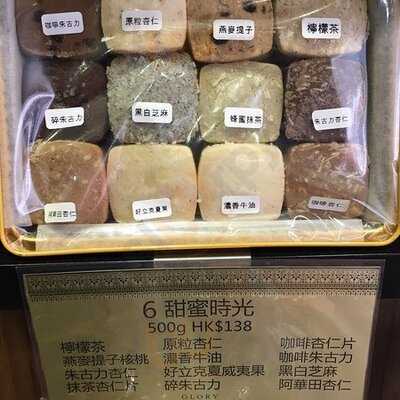 咖啡朱古力
原粒杏仁
燕麥提子
檸檬茶
碎朱古力
黑白芝麻
蜂蜜抹茶
朱古力杏仁
好立克夏果
濃香牛油
咖啡杏仁
6 甜蜜時光
500g HK$138
檸檬茶 原粒杏仁 咖啡杏仁片
燕麥提子核桃 濃香牛油 咖啡朱古力
朱古力杏仁 好立克夏威夷果 黑白芝麻
抹茶杏仁片 碎朱古力 阿華田杏仁
GLORY